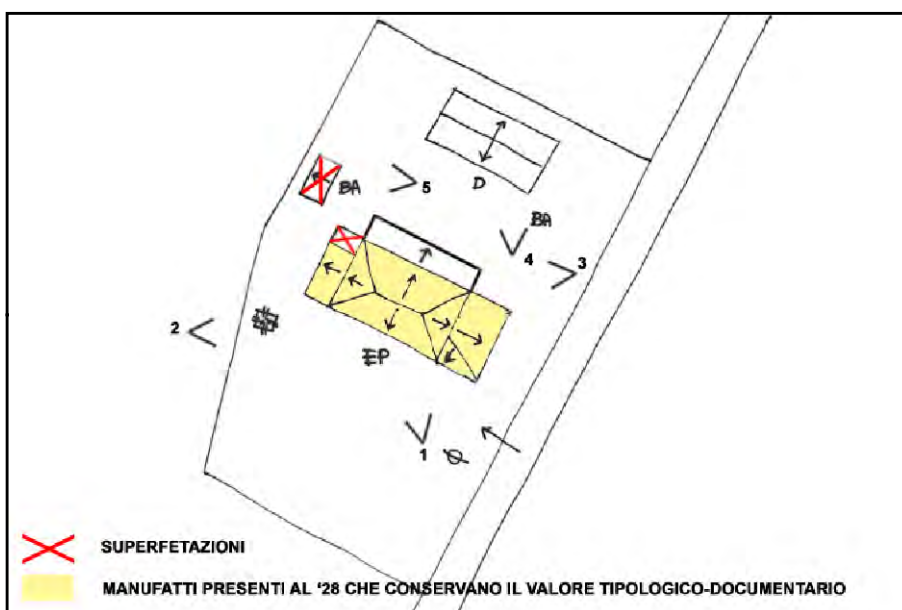 D
BA
5
BA
4
3
2
EP
1
SUPERFETAZIONI
MANUFATTI PRESENTI AL '28 CHE CONSERVANO IL VALORE TIPOLOGICO-DOCUMENTARIO